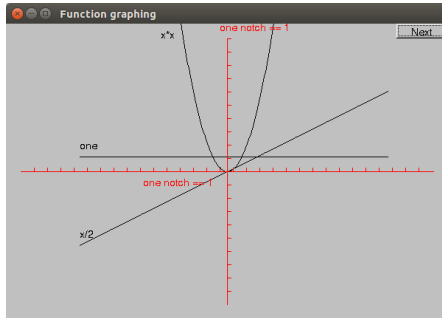 Function graphing
one notch == 1
Next
x*x
one
one notch == 1
x/2